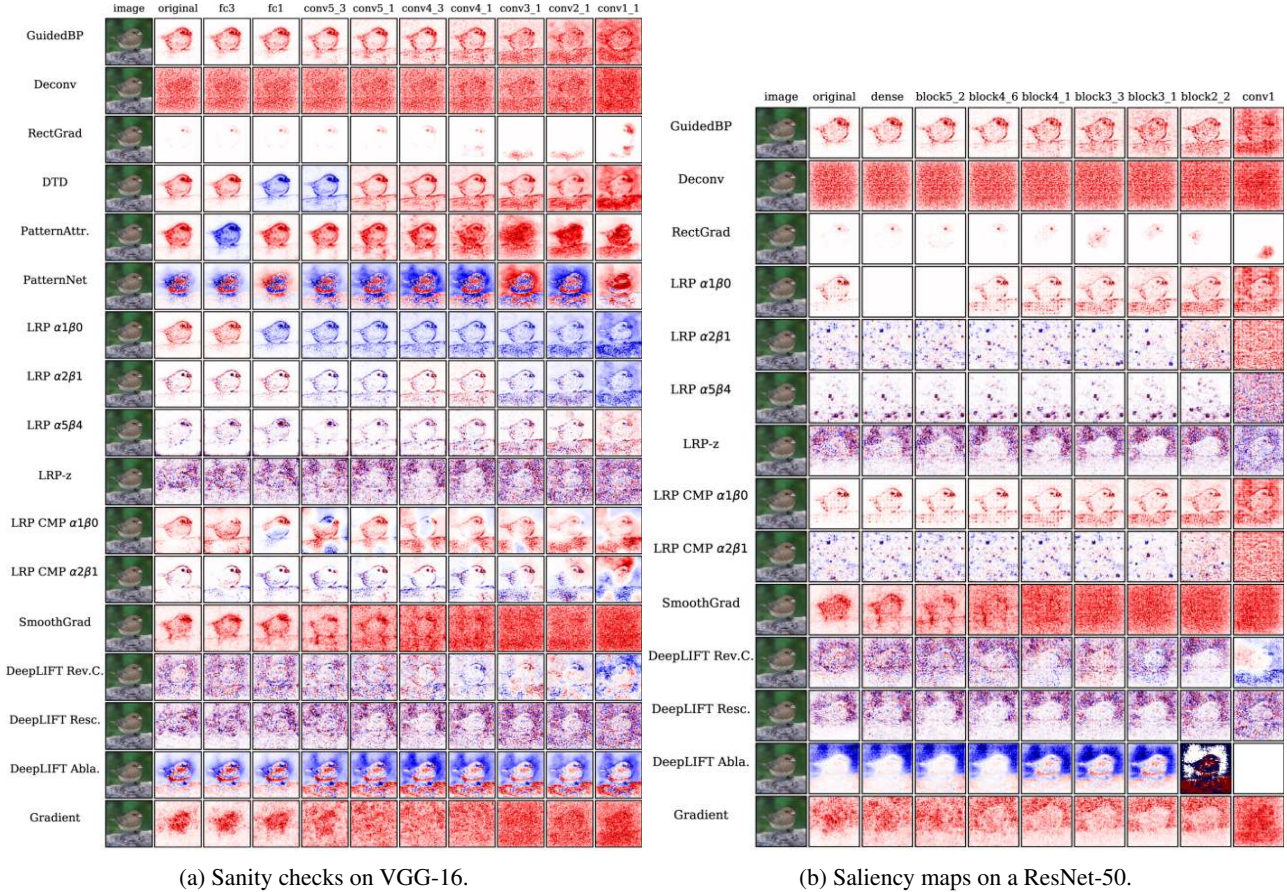 image original fc3 fc1 conv5_3 conv5_1 conv4_3 conv4_1 conv3_1 conv2_1 conv1_1
GuidedBP
Deconv
RectGrad
DTD
PatternAttr.
PatternNet
LRP α1β0
LRP α2β1
LRP α5β4
LRP-z
LRP CMP α1β0
LRP CMP α2β1
SmoothGrad
DeepLIFT Rev.C.
DeepLIFT Resc.
DeepLIFT Abla.
Gradient
(a) Sanity checks on VGG-16.
image original dense block5_2 block4_6 block4_1 block3_3 block3_1 block2_2 conv1
GuidedBP
Deconv
RectGrad
LRP α1β0
LRP α2β1
LRP α5β4
LRP-z
LRP CMP α1β0
LRP CMP α2β1
SmoothGrad
DeepLIFT Rev.C.
DeepLIFT Resc.
DeepLIFT Abla.
Gradient
(b) Saliency maps on a ResNet-50.